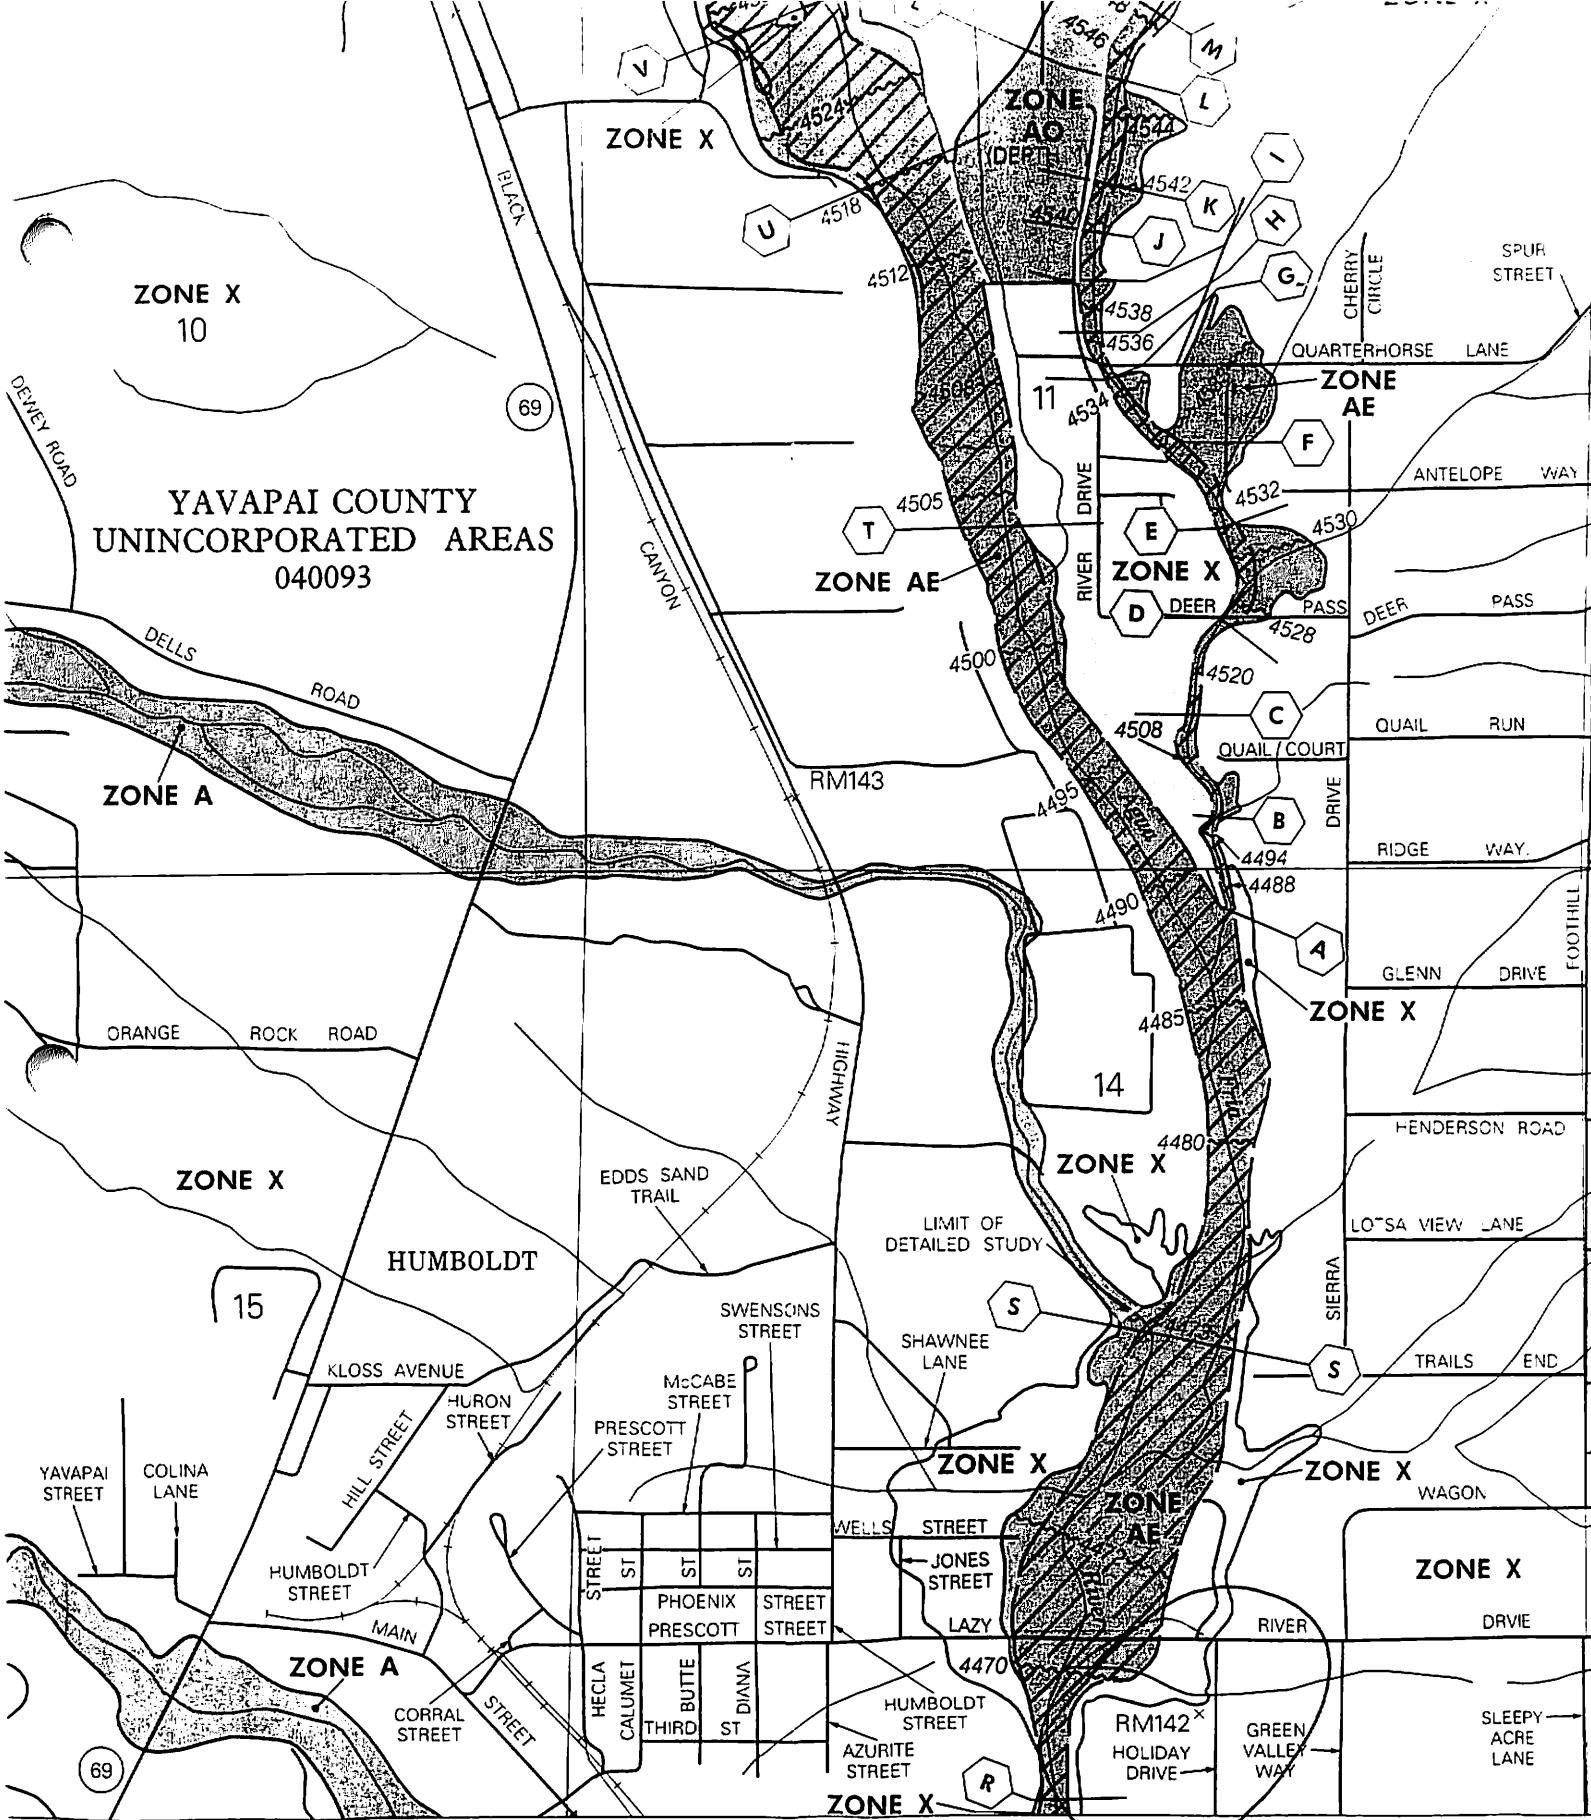 ZONE X
V
4546
M
L
ZONE
AO
(DEPTH 1)
4524
4544
ZONE X
I
BLACK
4542
K
H
U
4518
4540
J
SPUR
STREET
CHERRY
CIRCLE
G
4512
ZONE X
10
4538
4536
QUARTERHORSE LANE
ZONE
AE
DEWEY ROAD
69
11
4534
F
YAVAPAI COUNTY
UNINCORPORATED AREAS
040093
ANTELOPE WAY
4532
4505
T
E
4530
RIVER DRIVE
CANYON
ZONE AE
ZONE X
D
DEER PASS
DEER PASS
4528
DELLS ROAD
4500
4520
C
4508
QUAIL RUN
QUAIL COURT
ZONE A
RM143
4495
Agua
B
DRIVE
4494
RIDGE WAY
4488
4490
A
FOOTHILL
GLENN DRIVE
ZONE X
4485
ORANGE ROCK ROAD
HIGHWAY
14
Fria
HENDERSON ROAD
4480
ZONE X
ZONE X
EDDS SAND
TRAIL
LIMIT OF
DETAILED STUDY
LOTSA VIEW LANE
HUMBOLDT
SIERRA
15
S
4475
SWENSONS
STREET
SHAWNEE
LANE
S
TRAILS END
KLOSS AVENUE
McCABE
STREET
HURON
STREET
PRESCOTT
STREET
HILL STREET
ZONE X
ZONE X
YAVAPAI
STREET
COLINA
LANE
WAGON
ZONE
AE
WELLS STREET
HUMBOLDT
STREET
STREET
ST
ST
ST
JONES
STREET
ZONE X
River
PHOENIX STREET
PRESCOTT STREET
LAZY RIVER DRVIE
MAIN STREET
ZONE A
4470
HECLA
CALUMET
BUTTE
DIANA
CORRAL
STREET
THIRD ST
HUMBOLDT
STREET
RM142
HOLIDAY
DRIVE
GREEN
VALLEY
WAY
SLEEPY
ACRE
LANE
AZURITE
STREET
69
R
ZONE X